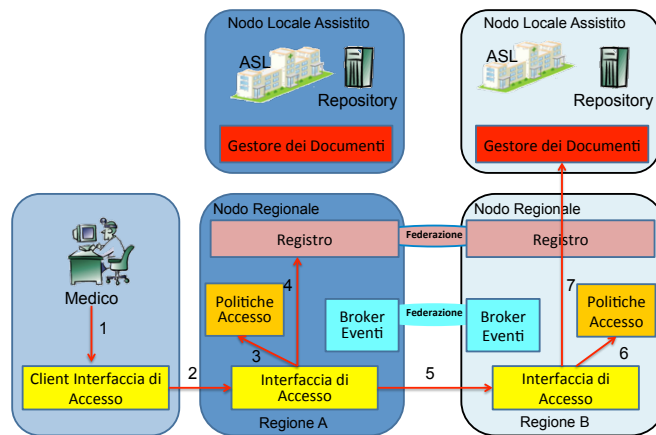 Nodo Locale Assistito
ASL
Repository
Gestore dei Documenti
Nodo Locale Assistito
ASL
Repository
Gestore dei Documenti
Medico
1
Client Interfaccia di
Accesso
2
Nodo Regionale
Registro
4
Politiche
Accesso
3
Broker
Eventi
Interfaccia di
Accesso
Regione A
Federazione
Federazione
5
Nodo Regionale
Registro
7
Politiche
Accesso
6
Broker
Eventi
Interfaccia di
Accesso
Regione B